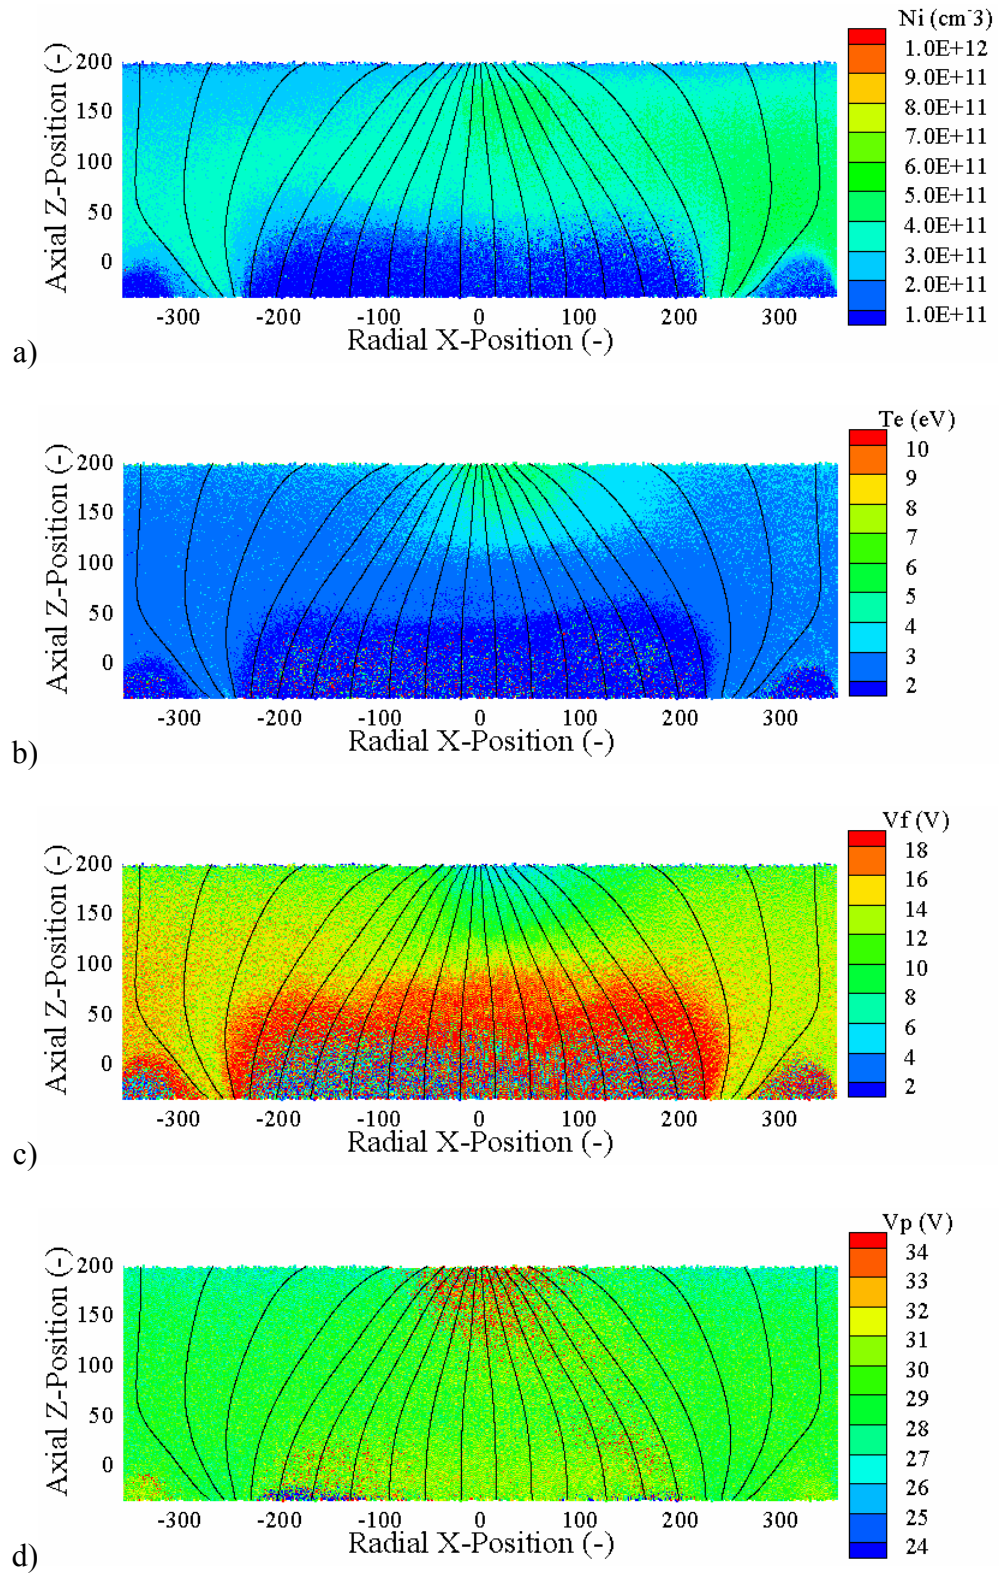 Ni (cm-3)
1.0E+12
9.0E+11
8.0E+11
7.0E+11
6.0E+11
5.0E+11
4.0E+11
3.0E+11
2.0E+11
1.0E+11
Axial Z-Position (-)
200
150
100
50
0
-300 -200 -100 0 100 200 300
Radial X-Position (-)
a)
Te (eV)
10
9
8
7
6
5
4
3
2
Axial Z-Position (-)
200
150
100
50
0
-300 -200 -100 0 100 200 300
Radial X-Position (-)
b)
Vf (V)
18
16
14
12
10
8
6
4
2
Axial Z-Position (-)
200
150
100
50
0
-300 -200 -100 0 100 200 300
Radial X-Position (-)
c)
Vp (V)
34
33
32
31
30
29
28
27
26
25
24
Axial Z-Position (-)
200
150
100
50
0
-300 -200 -100 0 100 200 300
Radial X-Position (-)
d)